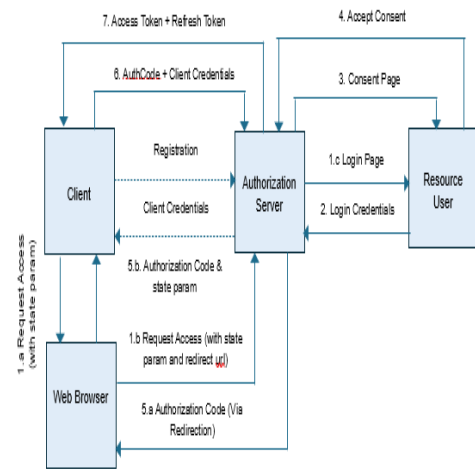 7. Access Token + Refresh Token
4. Accept Consent
6. AuthCode + Client Credentials
3. Consent Page
Registration
Client
Authorization
Server
1.c Login Page
Resource
User
Client Credentials
2. Login Credentials
5.b. Authorization Code &
state param
1.a Request Access
(with state param)
1.b Request Access (with state
param and redirect url)
Web Browser
5.a Authorization Code (Via
Redirection)